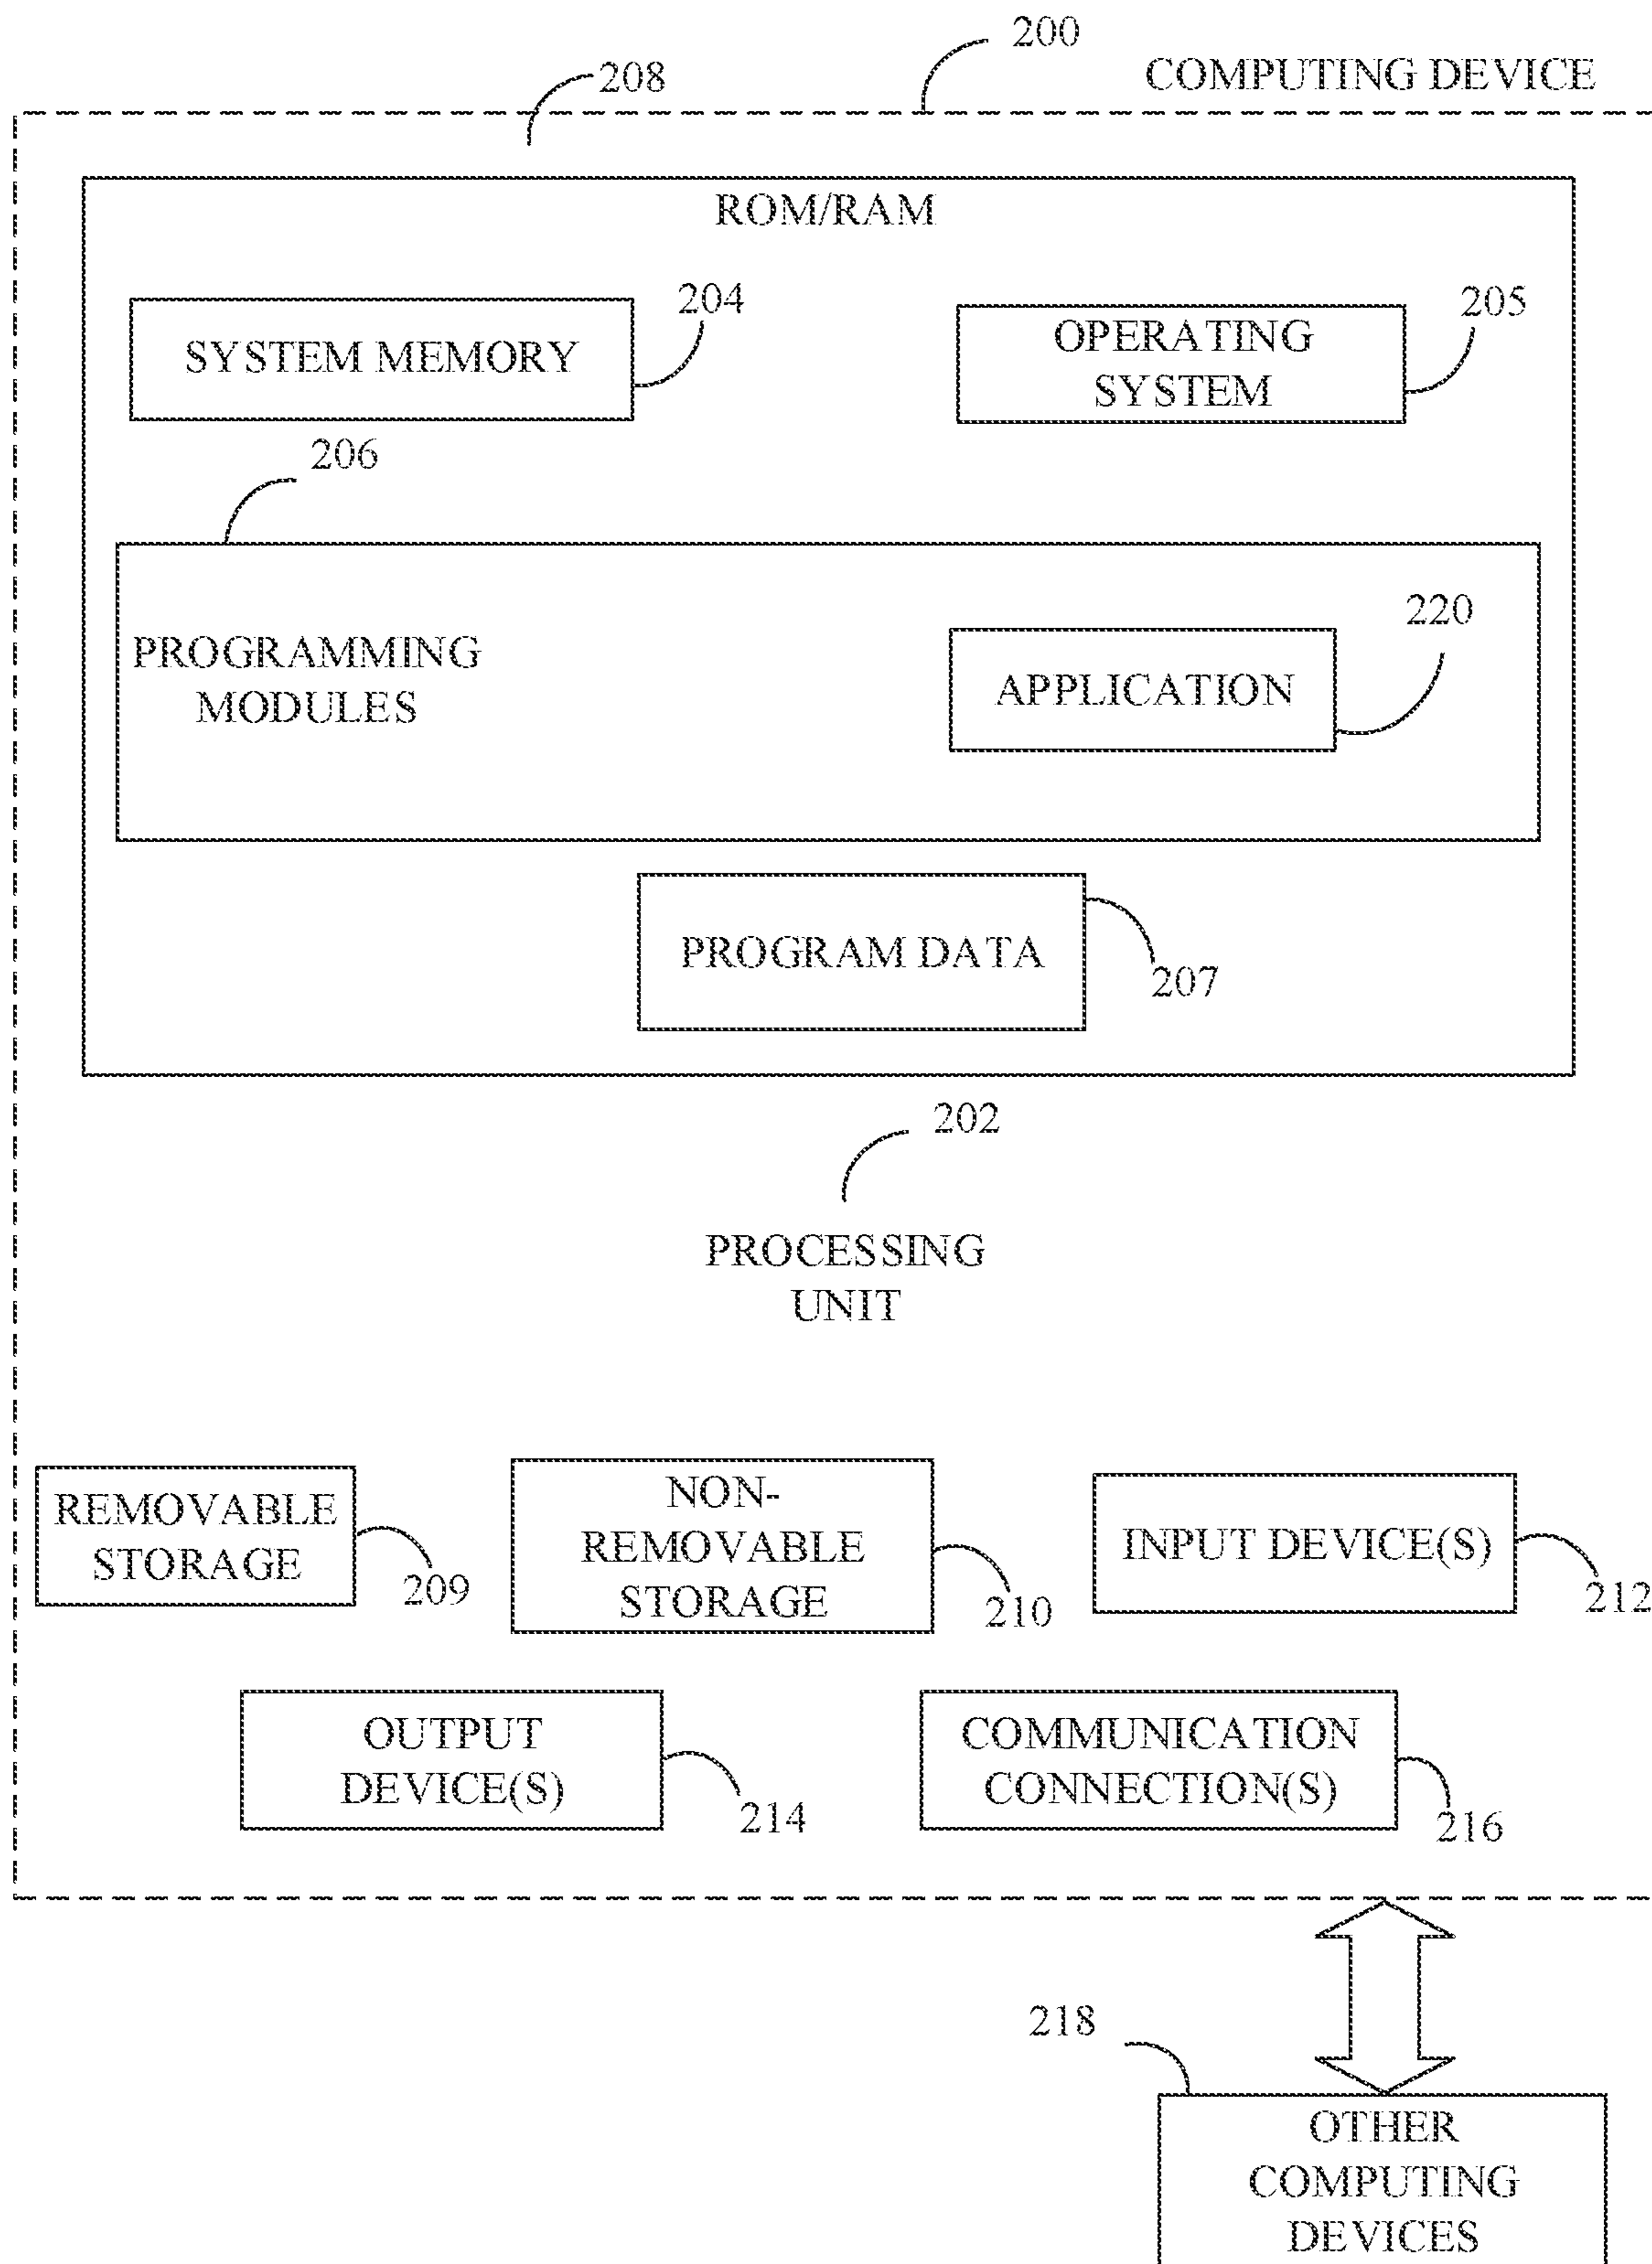 200
COMPUTING DEVICE
208
ROM/RAM
204
SYSTEM MEMORY
205
OPERATING
SYSTEM
206
220
PROGRAMMING
MODULES
APPLICATION
PROGRAM DATA
207
202
PROCESSING
UNIT
REMOVABLE
STORAGE
209
NON-
REMOVABLE
STORAGE
210
INPUT DEVICE(S)
212
OUTPUT
DEVICE(S)
214
COMMUNICATION
CONNECTION(S)
216
218
OTHER
COMPUTING
DEVICES